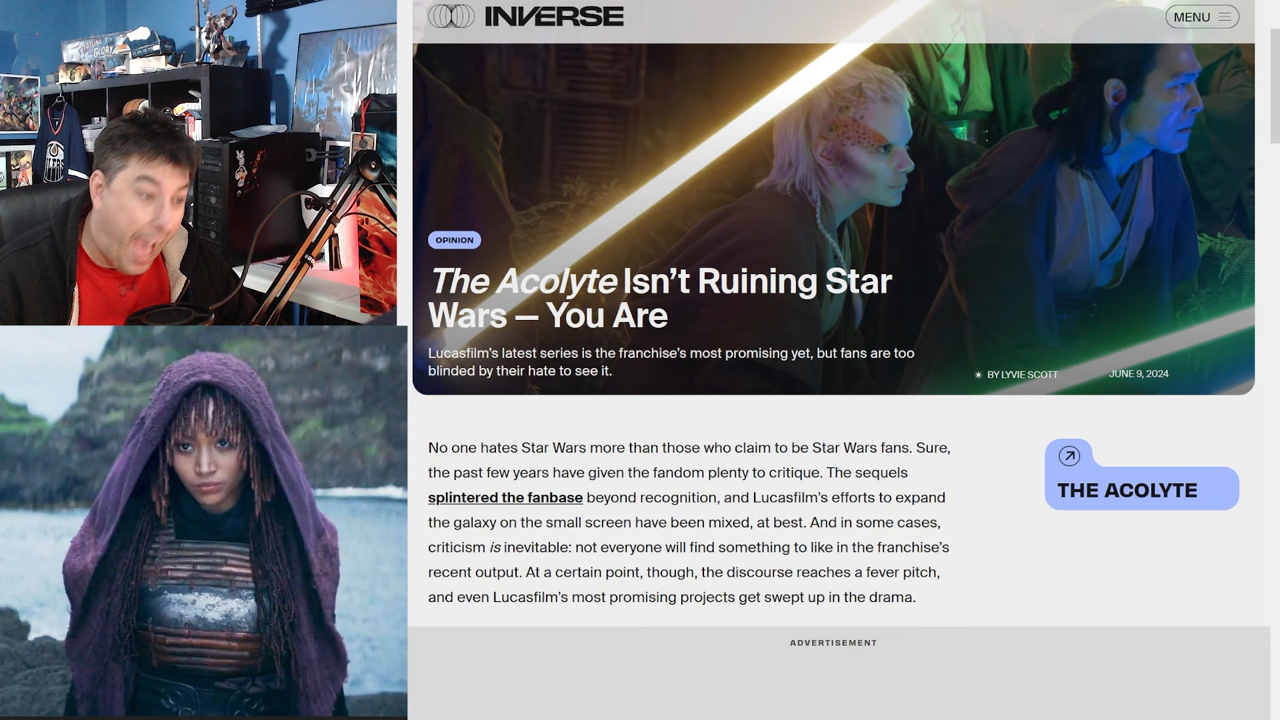 INVERSE
MENU
OPINION
The Acolyte Isn’t Ruining Star
Wars — You Are
Lucasfilm’s latest series is the franchise’s most promising yet, but fans are too
blinded by their hate to see it.
BY LYVIE SCOTT
JUNE 9, 2024
No one hates Star Wars more than those who claim to be Star Wars fans. Sure,
the past few years have given the fandom plenty to critique. The sequels
splintered the fanbase beyond recognition, and Lucasfilm’s efforts to expand
the galaxy on the small screen have been mixed, at best. And in some cases,
criticism is inevitable: not everyone will find something to like in the franchise’s
recent output. At a certain point, though, the discourse reaches a fever pitch,
and even Lucasfilm’s most promising projects get swept up in the drama.
THE ACOLYTE
ADVERTISEMENT
GLORY
OILERS